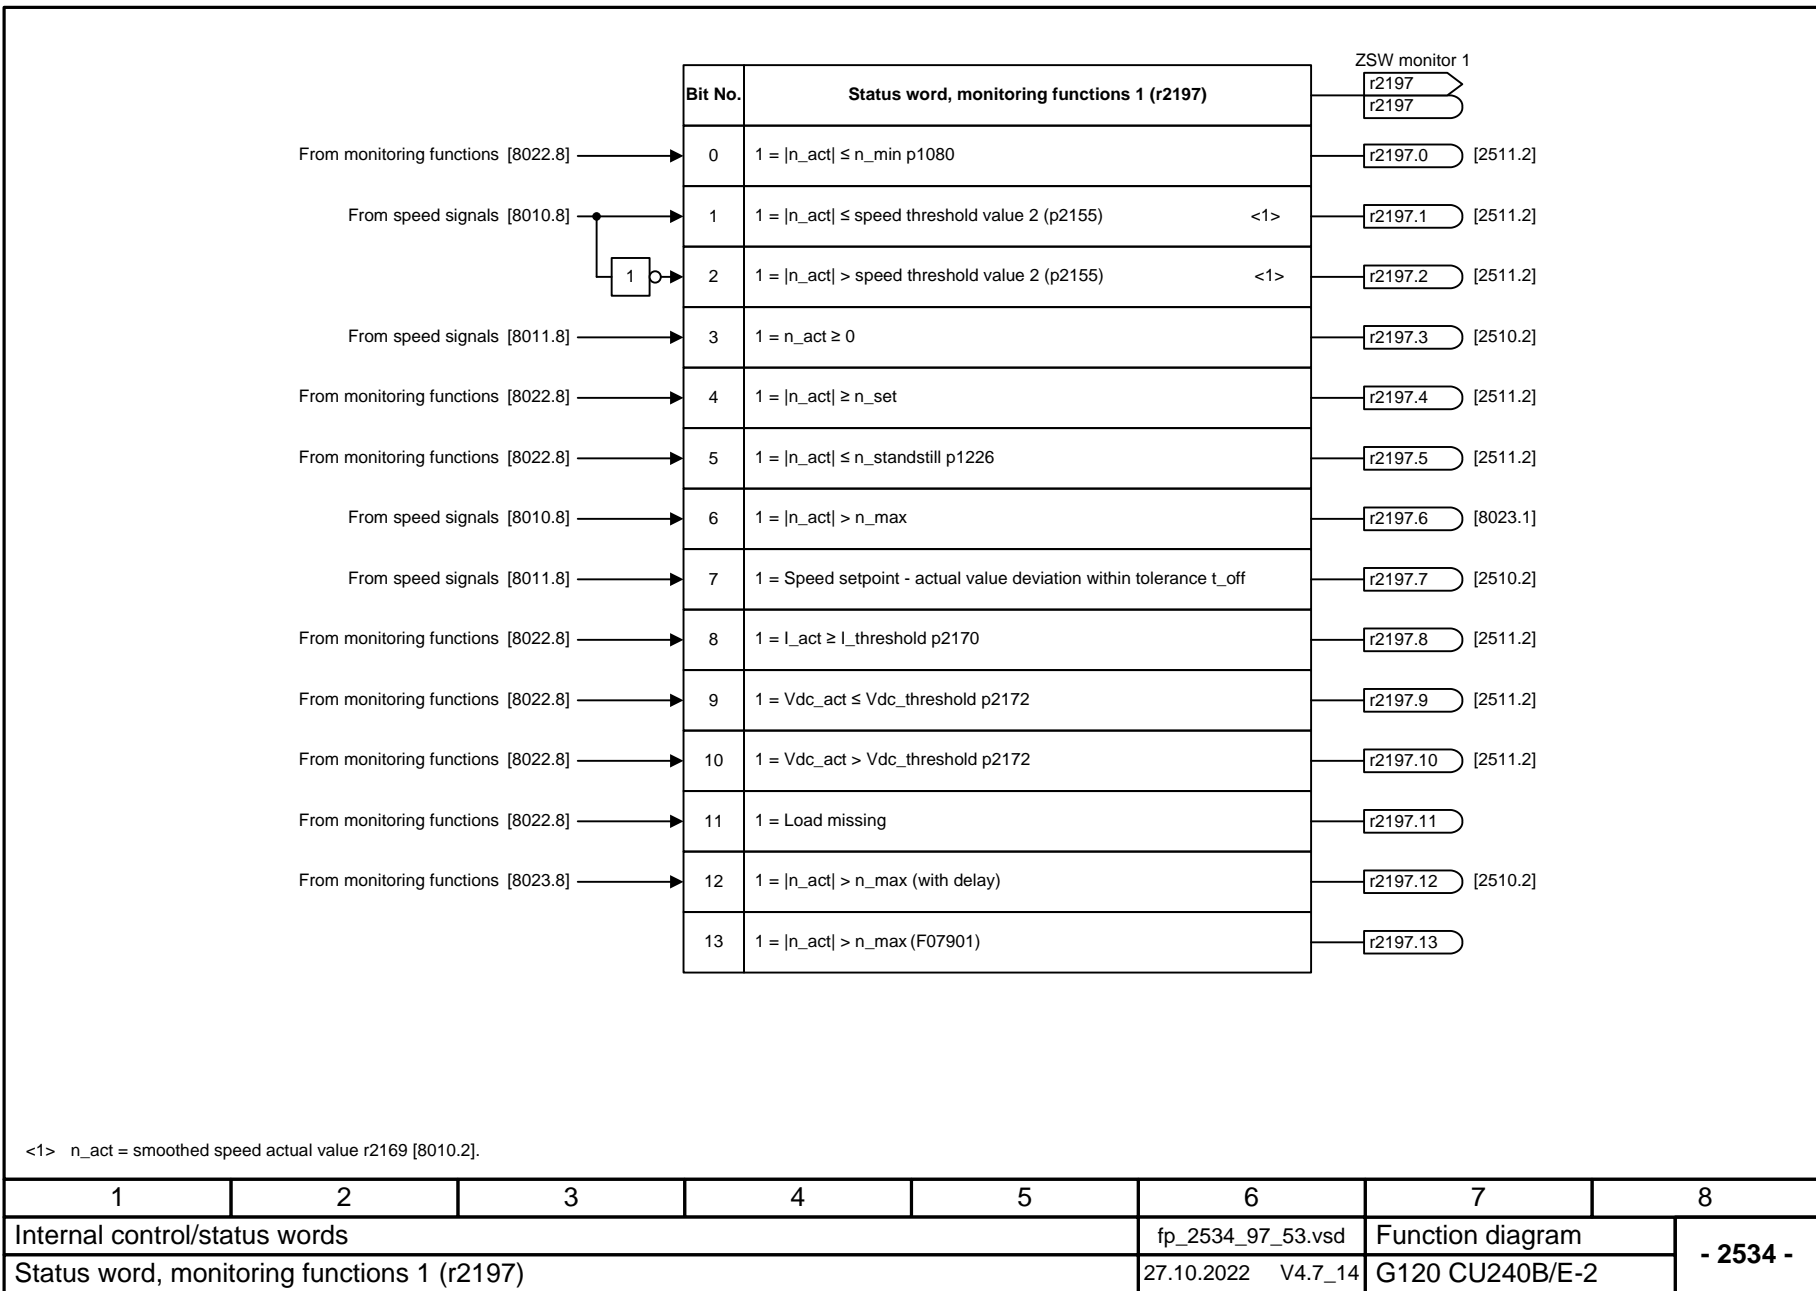 ZSW monitor 1
Bit No. Status word, monitoring functions 1 (r2197) r2197
r2197
From monitoring functions [8022.8] 0 1 = |n_act| ≤ n_min p1080 r2197.0 [2511.2]
From speed signals [8010.8] 1 1 = |n_act| ≤ speed threshold value 2 (p2155) <1> r2197.1 [2511.2]
1 2 1 = |n_act| > speed threshold value 2 (p2155) <1> r2197.2 [2511.2]
From speed signals [8011.8] 3 1 = n_act ≥ 0 r2197.3 [2510.2]
From monitoring functions [8022.8] 4 1 = |n_act| ≥ n_set r2197.4 [2511.2]
From monitoring functions [8022.8] 5 1 = |n_act| ≤ n_standstill p1226 r2197.5 [2511.2]
From speed signals [8010.8] 6 1 = |n_act| > n_max r2197.6 [8023.1]
From speed signals [8011.8] 7 1 = Speed setpoint - actual value deviation within tolerance t_off r2197.7 [2510.2]
From monitoring functions [8022.8] 8 1 = I_act ≥ I_threshold p2170 r2197.8 [2511.2]
From monitoring functions [8022.8] 9 1 = Vdc_act ≤ Vdc_threshold p2172 r2197.9 [2511.2]
From monitoring functions [8022.8] 10 1 = Vdc_act > Vdc_threshold p2172 r2197.10 [2511.2]
From monitoring functions [8022.8] 11 1 = Load missing r2197.11
From monitoring functions [8023.8] 12 1 = |n_act| > n_max (with delay) r2197.12 [2510.2]
13 1 = |n_act| > n_max (F07901) r2197.13
<1> n_act = smoothed speed actual value r2169 [8010.2].
1 2 3 4 5 6 7 8
Internal control/status words fp_2534_97_53.vsd Function diagram - 2534 -
Status word, monitoring functions 1 (r2197) 27.10.2022 V4.7_14 G120 CU240B/E-2